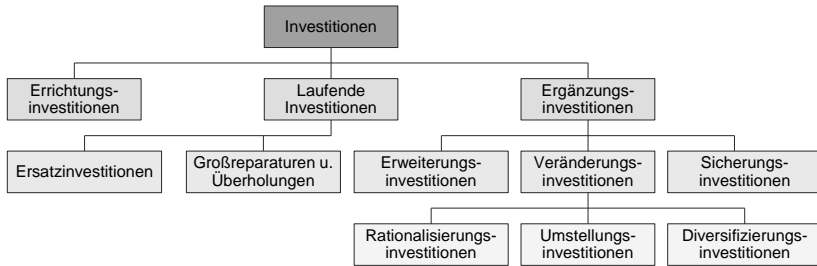 Investitionen
Errichtungs-
investitionen
Laufende
Investitionen
Ergänzungs-
investitionen
Ersatzinvestitionen
Großreparaturen u.
Überholungen
Erweiterungs-
investitionen
Veränderungs-
investitionen
Sicherungs-
investitionen
Rationalisierungs-
investitionen
Umstellungs-
investitionen
Diversifizierungs-
investitionen